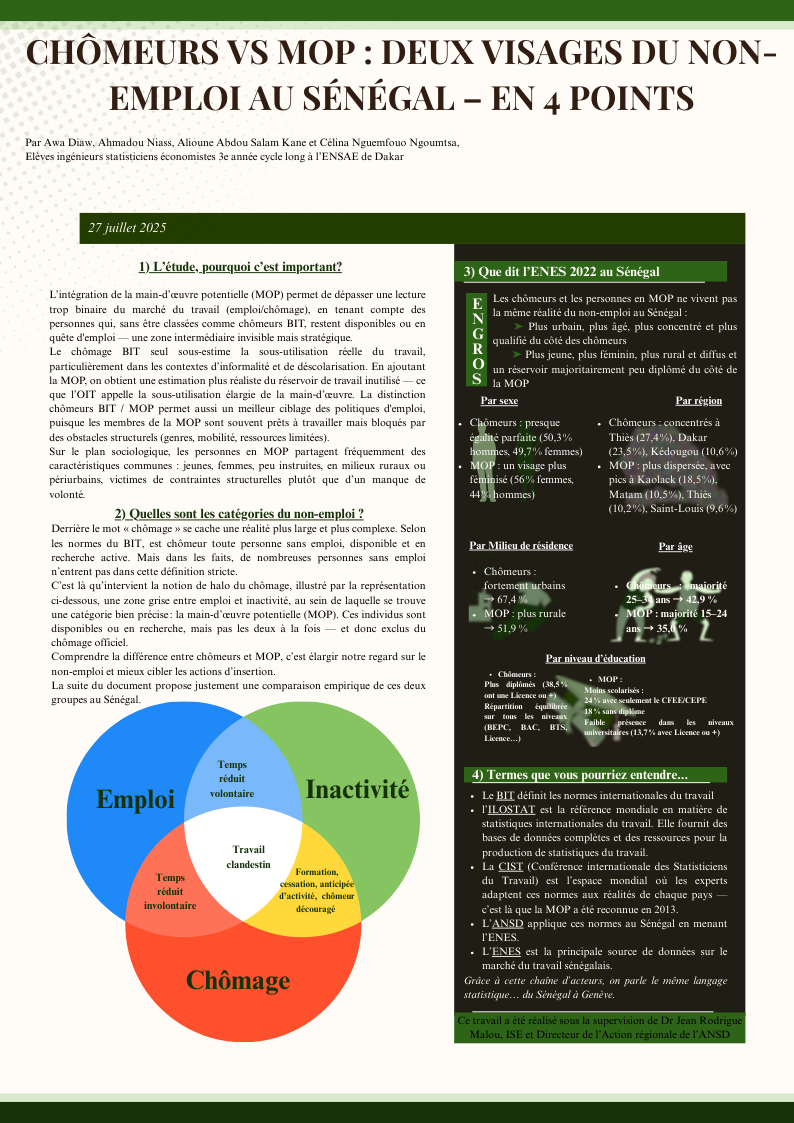 CHÔMEURS VS MOP : DEUX VISAGES DU NON-
EMPLOI AU SÉNÉGAL – EN 4 POINTS
Par Awa Diaw, Ahmadou Niass, Alioune Abdou Salam Kane et Célina Nguemfouo Ngoumtsa,
Elèves ingénieurs statisticiens économistes 3e année cycle long à l’ENSAE de Dakar
27 juillet 2025
1) L’étude, pourquoi c’est important?
L’intégration de la main-d’œuvre potentielle (MOP) permet de dépasser une lecture
trop binaire du marché du travail (emploi/chômage), en tenant compte des
personnes qui, sans être classées comme chômeurs BIT, restent disponibles ou en
quête d'emploi — une zone intermédiaire invisible mais stratégique.
Le chômage BIT seul sous-estime la sous-utilisation réelle du travail,
particulièrement dans les contextes d’informalité et de déscolarisation. En ajoutant
la MOP, on obtient une estimation plus réaliste du réservoir de travail inutilisé — ce
que l’OIT appelle la sous-utilisation élargie de la main-d’œuvre. La distinction
chômeurs BIT / MOP permet aussi un meilleur ciblage des politiques d'emploi,
puisque les membres de la MOP sont souvent prêts à travailler mais bloqués par
des obstacles structurels (genres, mobilité, ressources limitées).
Sur le plan sociologique, les personnes en MOP partagent fréquemment des
caractéristiques communes : jeunes, femmes, peu instruites, en milieux ruraux ou
périurbains, victimes de contraintes structurelles plutôt que d’un manque de
volonté.
2) Quelles sont les catégories du non-emploi ?
Derrière le mot « chômage » se cache une réalité plus large et plus complexe. Selon
les normes du BIT, est chômeur toute personne sans emploi, disponible et en
recherche active. Mais dans les faits, de nombreuses personnes sans emploi
n’entrent pas dans cette définition stricte.
C’est là qu’intervient la notion de halo du chômage, illustré par la représentation
ci-dessous, une zone grise entre emploi et inactivité, au sein de laquelle se trouve
une catégorie bien précise : la main-d’œuvre potentielle (MOP). Ces individus sont
disponibles ou en recherche, mais pas les deux à la fois — et donc exclus du
chômage officiel.
Comprendre la différence entre chômeurs et MOP, c’est élargir notre regard sur le
non-emploi et mieux cibler les actions d’insertion.
La suite du document propose justement une comparaison empirique de ces deux
groupes au Sénégal.
Emploi
Temps
réduit
volontaire
Inactivité
Travail
clandestin
Temps
réduit
involontaire
Formation,
cessation, anticipée
d’activité, chômeur
découragé
Chômage
3) Que dit l’ENES 2022 au Sénégal
EN GROS
Les chômeurs et les personnes en MOP ne vivent pas
la même réalité du non-emploi au Sénégal :
➤ Plus urbain, plus âgé, plus concentré et plus
qualifié du côté des chômeurs
➤ Plus jeune, plus féminin, plus rural et diffus et
un réservoir majoritairement peu diplômé du côté de
la MOP
Par sexe
• Chômeurs : presque
égalité parfaite (50,3%
hommes, 49,7% femmes)
• MOP : un visage plus
féminisé (56% femmes,
44% hommes)
Par région
• Chômeurs : concentrés à
Thiès (27,4%), Dakar
(23,5%), Kédougou (10,6%)
• MOP : plus dispersée, avec
pics à Kaolack (18,5%),
Matam (10,5%), Thiès
(10,2%), Saint-Louis (9,6%)
Par Milieu de résidence
• Chômeurs :
fortement urbains
→ 67,4 %
• MOP : plus rurale
→ 51,9 %
Par âge
• Chômeurs : majorité
25–34 ans → 42,9 %
• MOP : majorité 15–24
ans → 35,0 %
Par niveau d’éducation
• Chômeurs :
Plus diplômés (38,5%
ont une Licence ou +)
Répartition équilibrée
sur tous les niveaux
(BEPC, BAC, BTS,
Licence…)
• MOP :
Moins scolarisés :
24% avec seulement le CFEE/CEPE
18% sans diplôme
Faible présence dans les niveaux
universitaires (13,7% avec Licence ou +)
4) Termes que vous pourriez entendre...
• Le BIT définit les normes internationales du travail
• l’ILOSTAT est la référence mondiale en matière de
statistiques internationales du travail. Elle fournit des
bases de données complètes et des ressources pour la
production de statistiques du travail.
• La CIST (Conférence internationale des Statisticiens
du Travail) est l’espace mondial où les experts
adaptent ces normes aux réalités de chaque pays —
c’est là que la MOP a été reconnue en 2013.
• L’ANSD applique ces normes au Sénégal en menant
l’ENES.
• L’ENES est la principale source de données sur le
marché du travail sénégalais.
Grâce à cette chaîne d’acteurs, on parle le même langage
statistique… du Sénégal à Genève.
Ce travail a été réalisé sous la supervision de Dr Jean Rodrigue
Malou, ISE et Directeur de l’Action régionale de l’ANSD